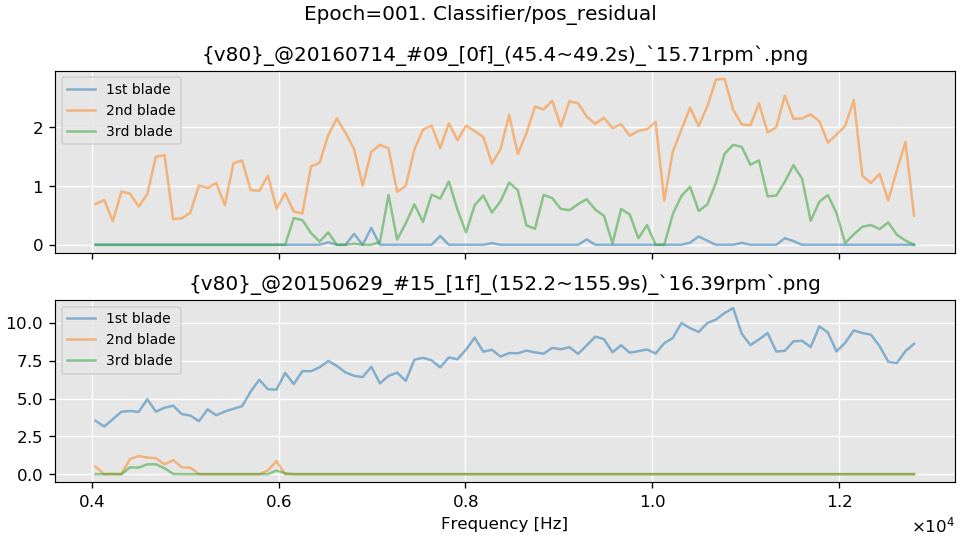 Epoch=001. Classifier/pos_residual
{v80}_@20160714_#09_[0f]_(45.4~49.2s)_`15.71rpm`.png
1st blade
2nd blade
3rd blade
2
1
0
{v80}_@20150629_#15_[1f]_(152.2~155.9s)_`16.39rpm`.png
1st blade
2nd blade
3rd blade
10.0
7.5
5.0
2.5
0.0
0.4 0.6 0.8 1.0 1.2
Frequency [Hz]
×10⁴